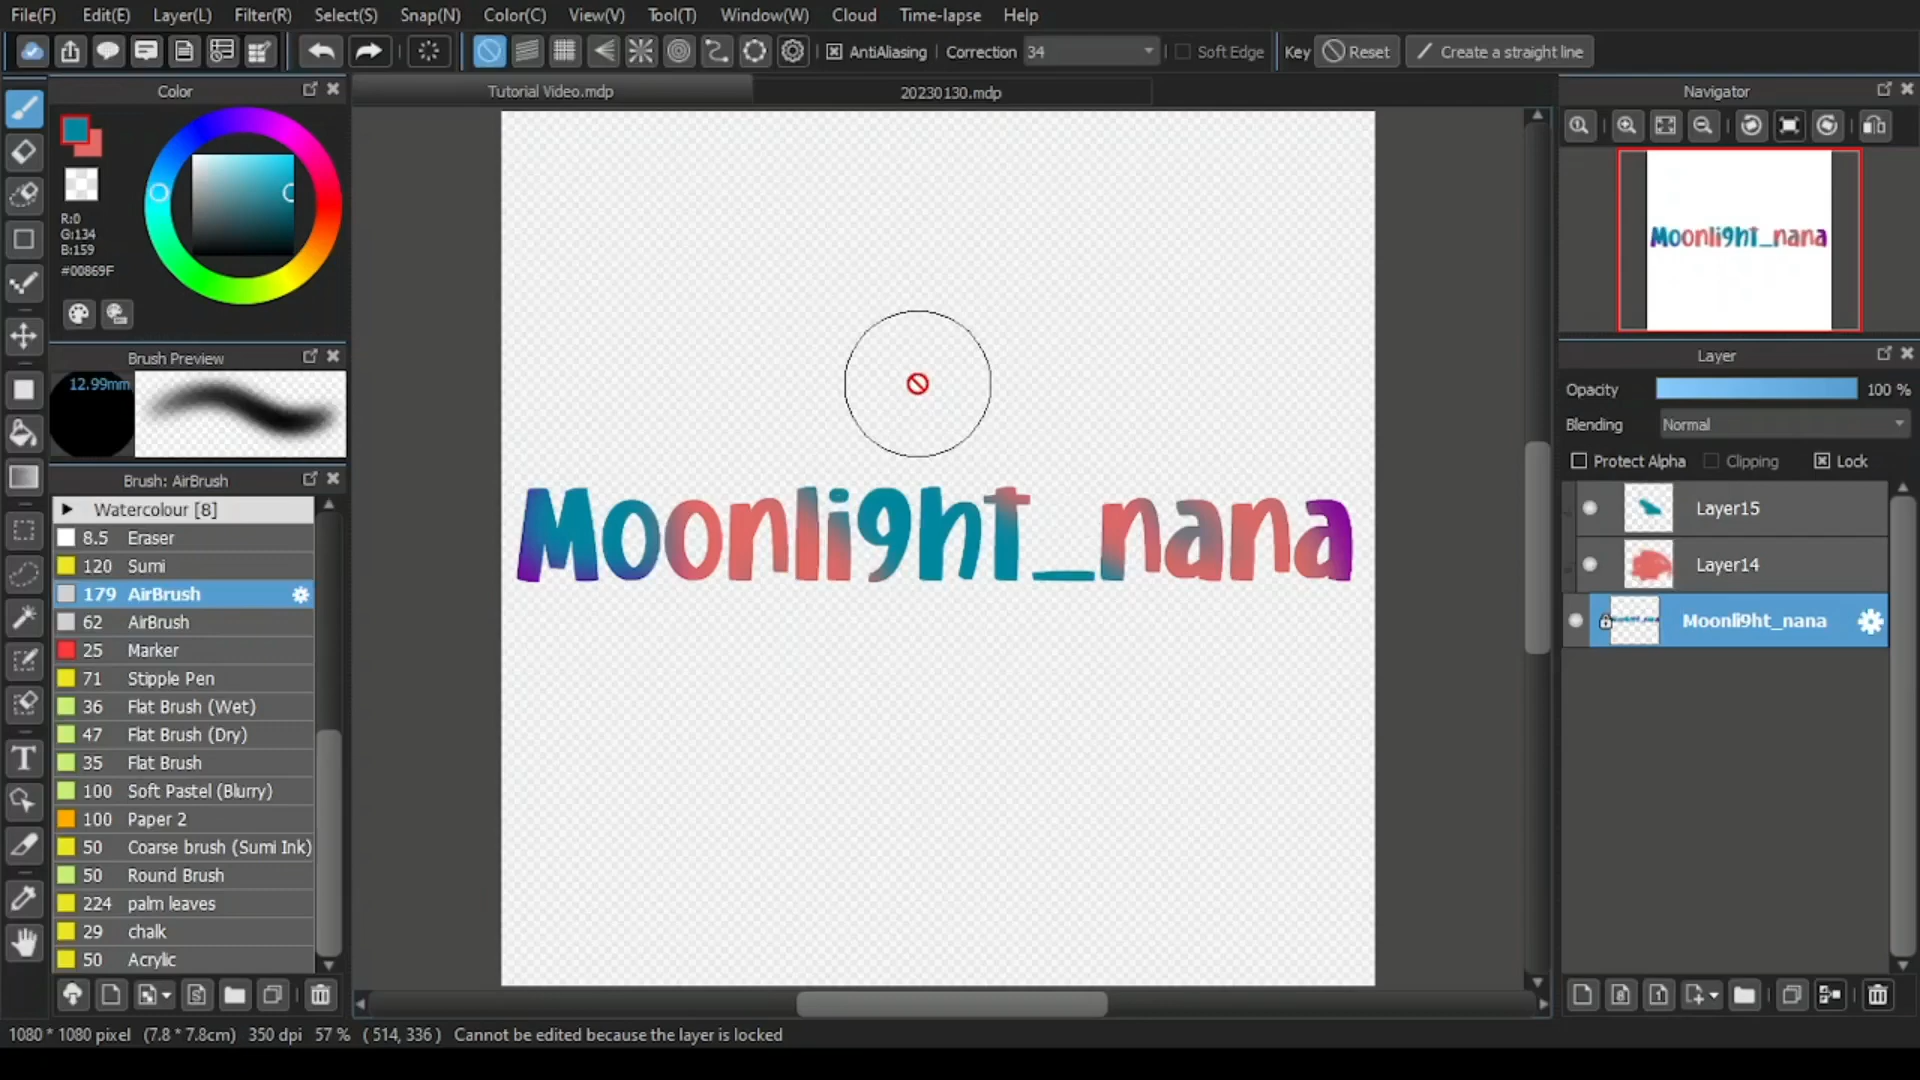 File(F) Edit(E) Layer(L) Filter(R) Select(S) Snap(N) Color(C) View(V) Tool(T) Window(W) Cloud Time-lapse Help
AntiAliasing Correction 34 Soft Edge Key Reset Create a straight line
Color
R:0
G:134
B:159
#00869F
Brush Preview
12.99mm
Brush: AirBrush
Watercolour [8]
8.5 Eraser
120 Sumi
179 AirBrush
62 AirBrush
25 Marker
71 Stipple Pen
36 Flat Brush (Wet)
47 Flat Brush (Dry)
35 Flat Brush
100 Soft Pastel (Blurry)
100 Paper 2
50 Coarse brush (Sumi Ink)
50 Round Brush
224 palm leaves
29 chalk
50 Acrylic
Tutorial Video.mdp
20230130.mdp
Moonli9ht_nana
Navigator
Moonli9ht_nana
Layer
Opacity 100 %
Blending Normal
Protect Alpha Clipping Lock
Layer15
Layer14
Moonli9ht_nana
1080 * 1080 pixel (7.8 * 7.8cm) 350 dpi 57 % ( 514, 336 ) Cannot be edited because the layer is locked